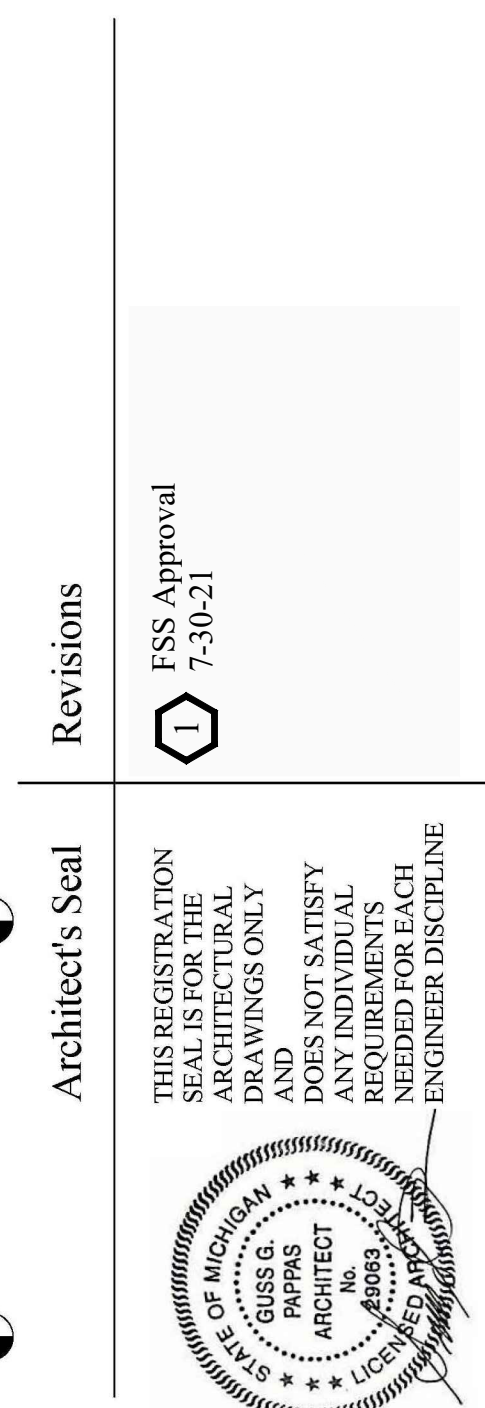 Architect's Seal
STATE OF MICHIGAN
GUSS G.
PAPPAS
ARCHITECT
No.
29063
LICENSED ARCHITECT
THIS REGISTRATION
SEAL IS FOR THE
ARCHITECTURAL
DRAWINGS ONLY
AND
DOES NOT SATISFY
ANY INDIVIDUAL
REQUIREMENTS
NEEDED FOR EACH
ENGINEER DISCIPLINE
Revisions
1 FSS Approval
7-30-21